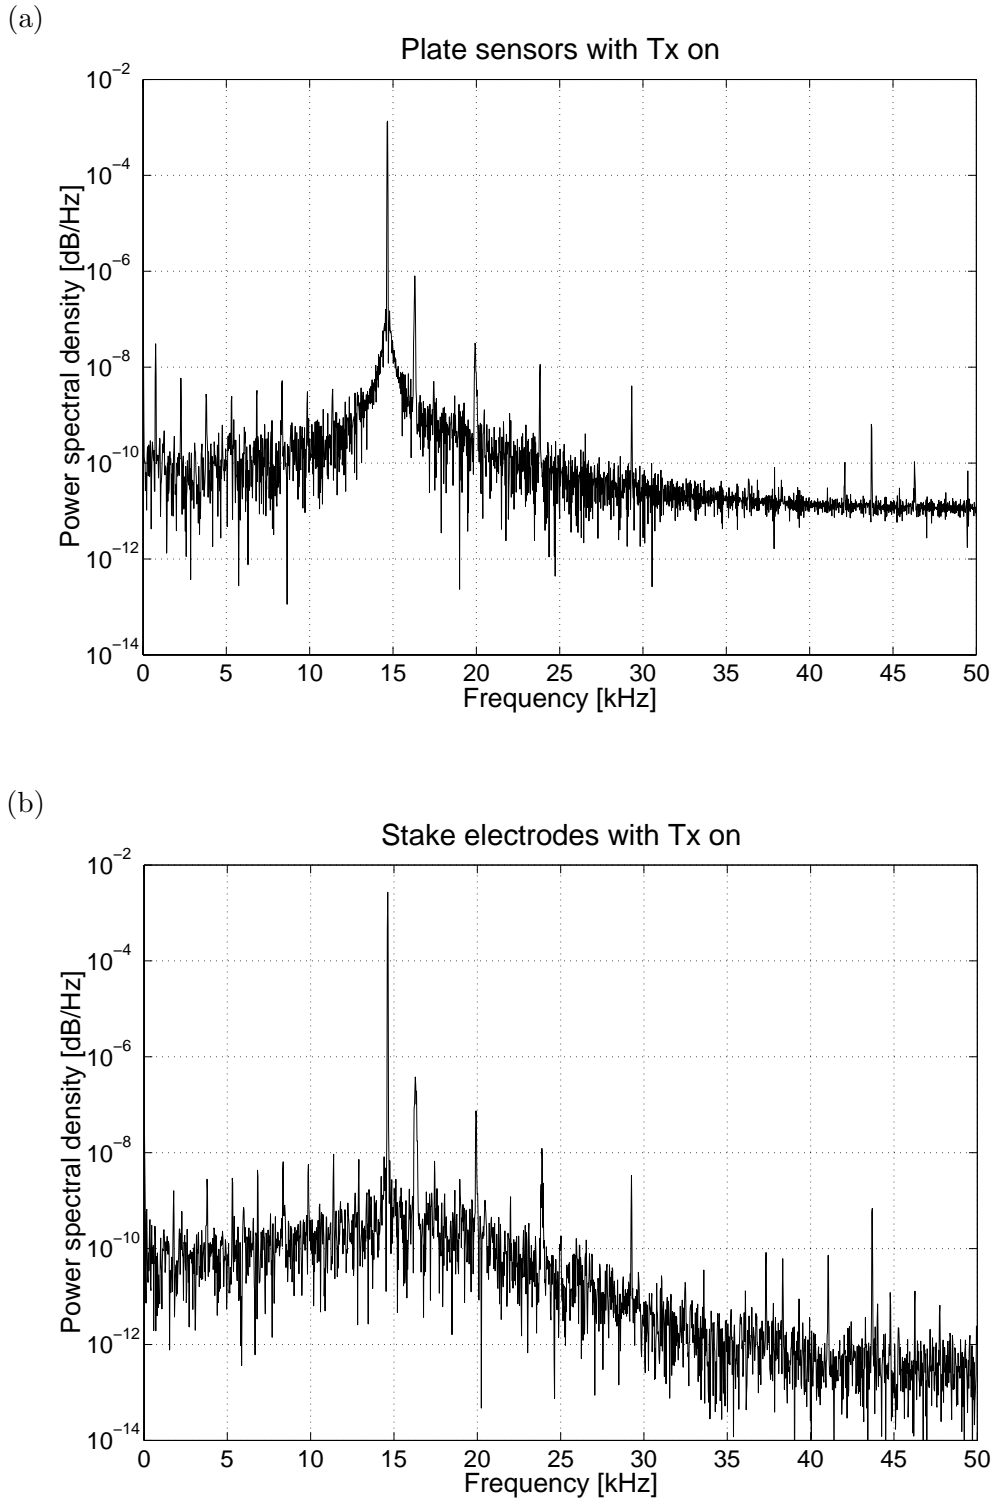 (a)
Plate sensors with Tx on
Power spectral density [dB/Hz]
10^−2
10^−4
10^−6
10^−8
10^−10
10^−12
10^−14
0 5 10 15 20 25 30 35 40 45 50
Frequency [kHz]
(b)
Stake electrodes with Tx on
Power spectral density [dB/Hz]
10^−2
10^−4
10^−6
10^−8
10^−10
10^−12
10^−14
0 5 10 15 20 25 30 35 40 45 50
Frequency [kHz]